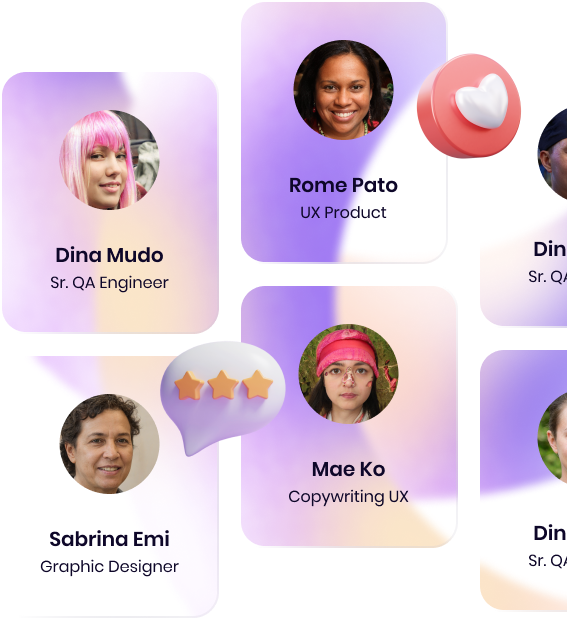 Rome Pato
UX Product
Dina Mudo
Sr. QA Engineer
Din
Sr. QA
Mae Ko
Copywriting UX
Sabrina Emi
Graphic Designer
Din
Sr. QA